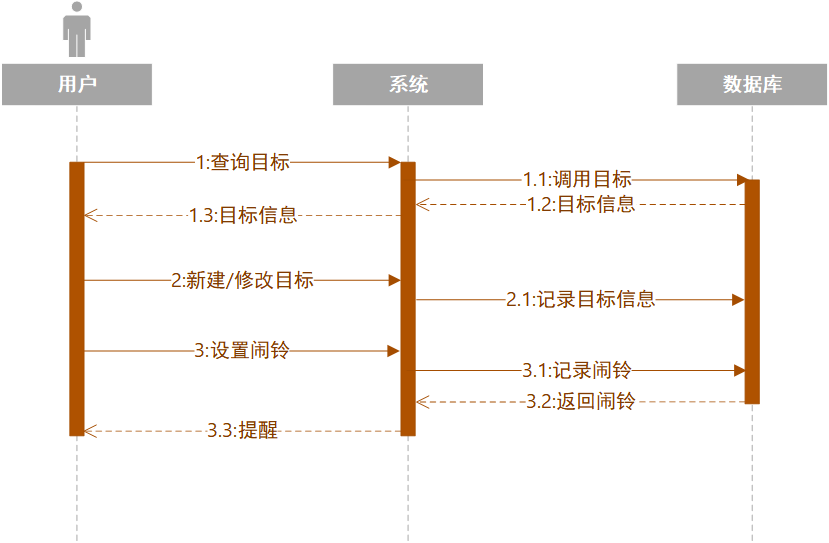 用户
系统
数据库
1:查询目标
1.1:调用目标
1.2:目标信息
1.3:目标信息
2:新建/修改目标
2.1:记录目标信息
3:设置闹铃
3.1:记录闹铃
3.2:返回闹铃
3.3:提醒